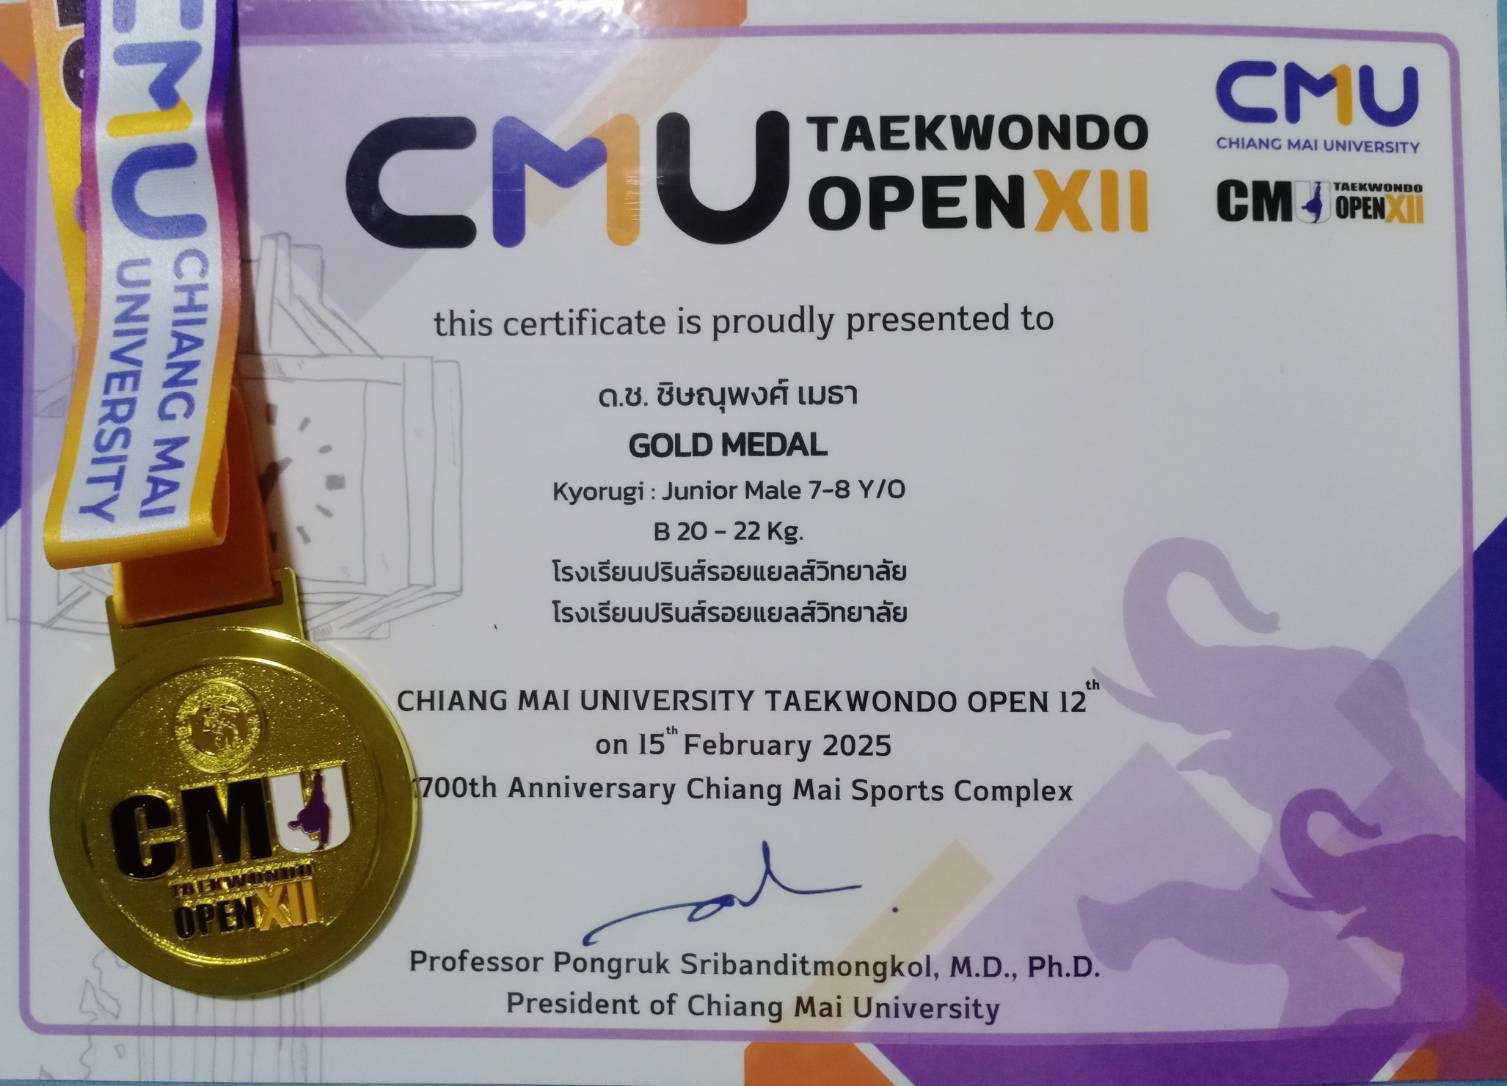 CMU TAEKWONDO
OPEN XII
CMU
CHIANG MAI UNIVERSITY
CMU TAEKWONDO
OPEN XII
CMU
CHIANG MAI
UNIVERSITY
this certificate is proudly presented to
ด.ช. ชิษณุพงศ์ เมธา
GOLD MEDAL
Kyorugi : Junior Male 7-8 Y/O
B 20 - 22 Kg.
โรงเรียนปรินส์รอยแยลส์วิทยาลัย
โรงเรียนปรินส์รอยแยลส์วิทยาลัย
CHIANG MAI UNIVERSITY TAEKWONDO OPEN 12th
on 15th February 2025
700th Anniversary Chiang Mai Sports Complex
CMU
TAEKWONDO
OPEN XII
Professor Pongruk Sribanditmongkol, M.D., Ph.D.
President of Chiang Mai University